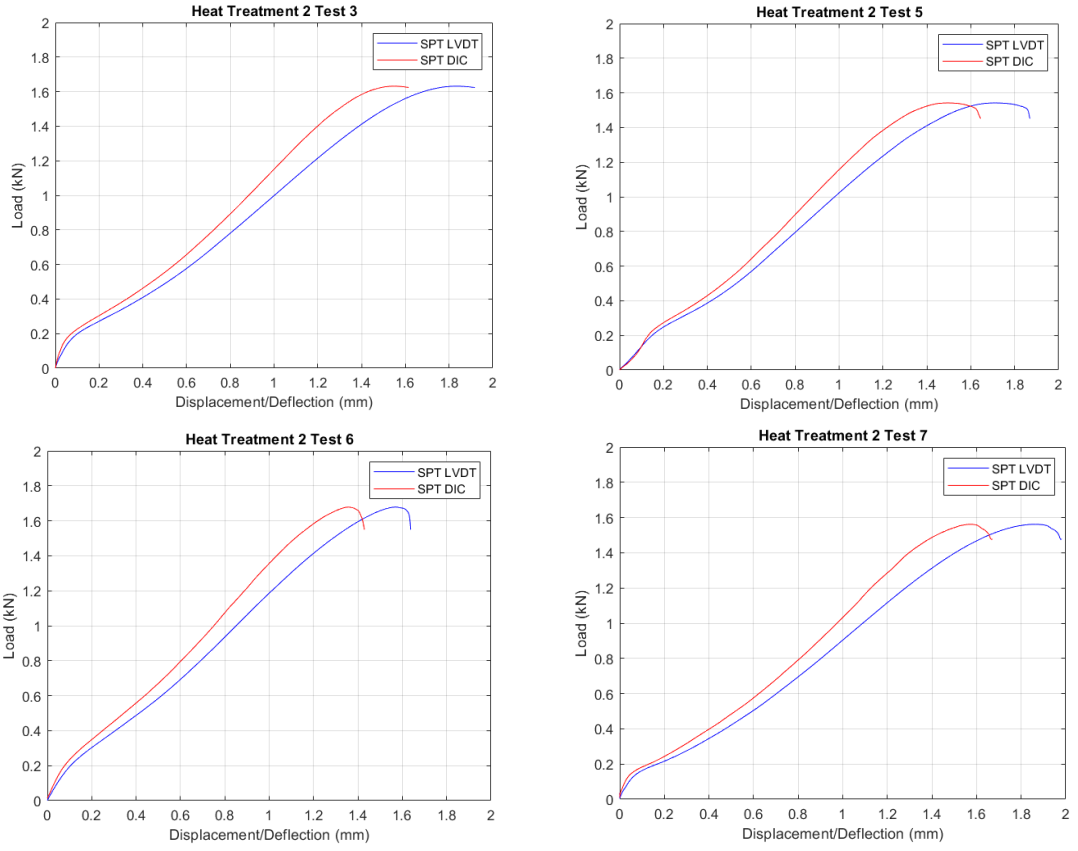 Heat Treatment 2 Test 3
2
1.8
1.6
1.4
1.2
1
0.8
0.6
0.4
0.2
0
Load (kN)
SPT LVDT
SPT DIC
0 0.2 0.4 0.6 0.8 1 1.2 1.4 1.6 1.8 2
Displacement/Deflection (mm)
Heat Treatment 2 Test 5
2
1.8
1.6
1.4
1.2
1
0.8
0.6
0.4
0.2
0
Load (kN)
SPT LVDT
SPT DIC
0 0.2 0.4 0.6 0.8 1 1.2 1.4 1.6 1.8 2
Displacement/Deflection (mm)
Heat Treatment 2 Test 6
2
1.8
1.6
1.4
1.2
1
0.8
0.6
0.4
0.2
0
Load (kN)
SPT LVDT
SPT DIC
0 0.2 0.4 0.6 0.8 1 1.2 1.4 1.6 1.8 2
Displacement/Deflection (mm)
Heat Treatment 2 Test 7
2
1.8
1.6
1.4
1.2
1
0.8
0.6
0.4
0.2
0
Load (kN)
SPT LVDT
SPT DIC
0 0.2 0.4 0.6 0.8 1 1.2 1.4 1.6 1.8 2
Displacement/Deflection (mm)